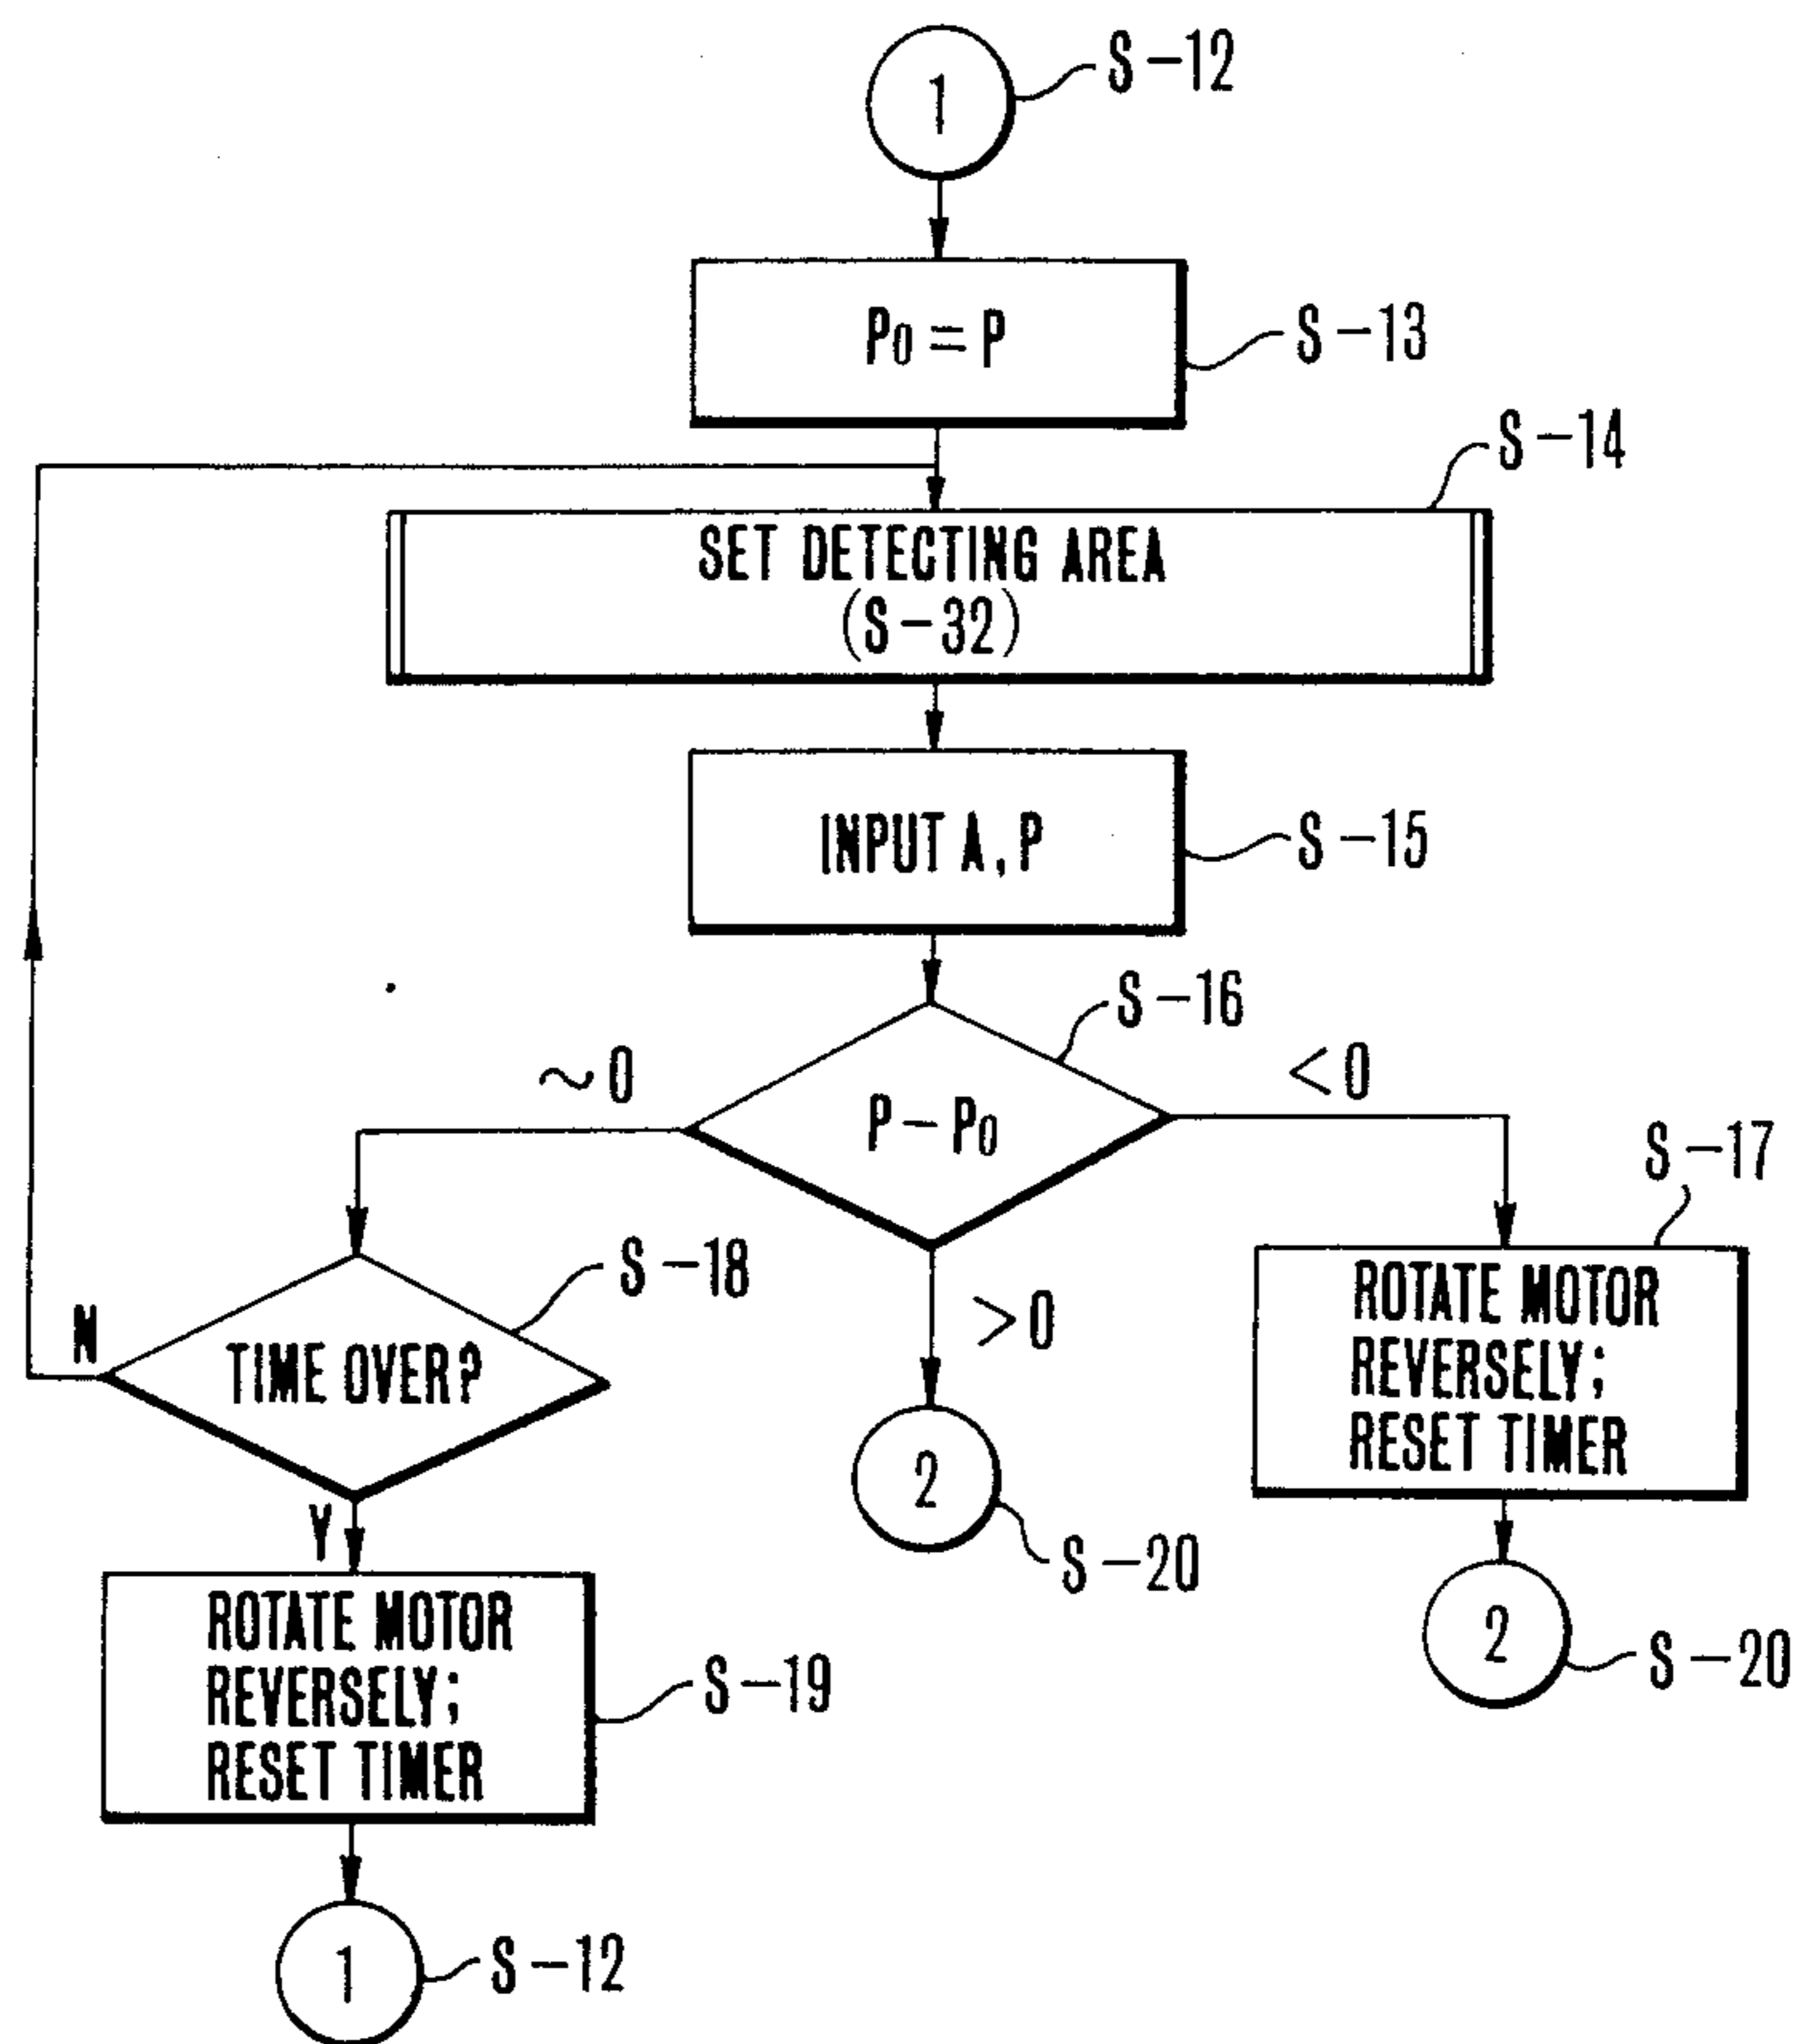 1
S-12
P0 = P
S-13
S-14
SET DETECTING AREA
(S-32)
INPUT A, P
S-15
S-16
~0
<0
P - P0
S-17
S-18
>0
N
TIME OVER?
ROTATE MOTOR
REVERSELY;
RESET TIMER
2
S-20
Y
ROTATE MOTOR
REVERSELY;
RESET TIMER
S-19
2
S-20
1
S-12